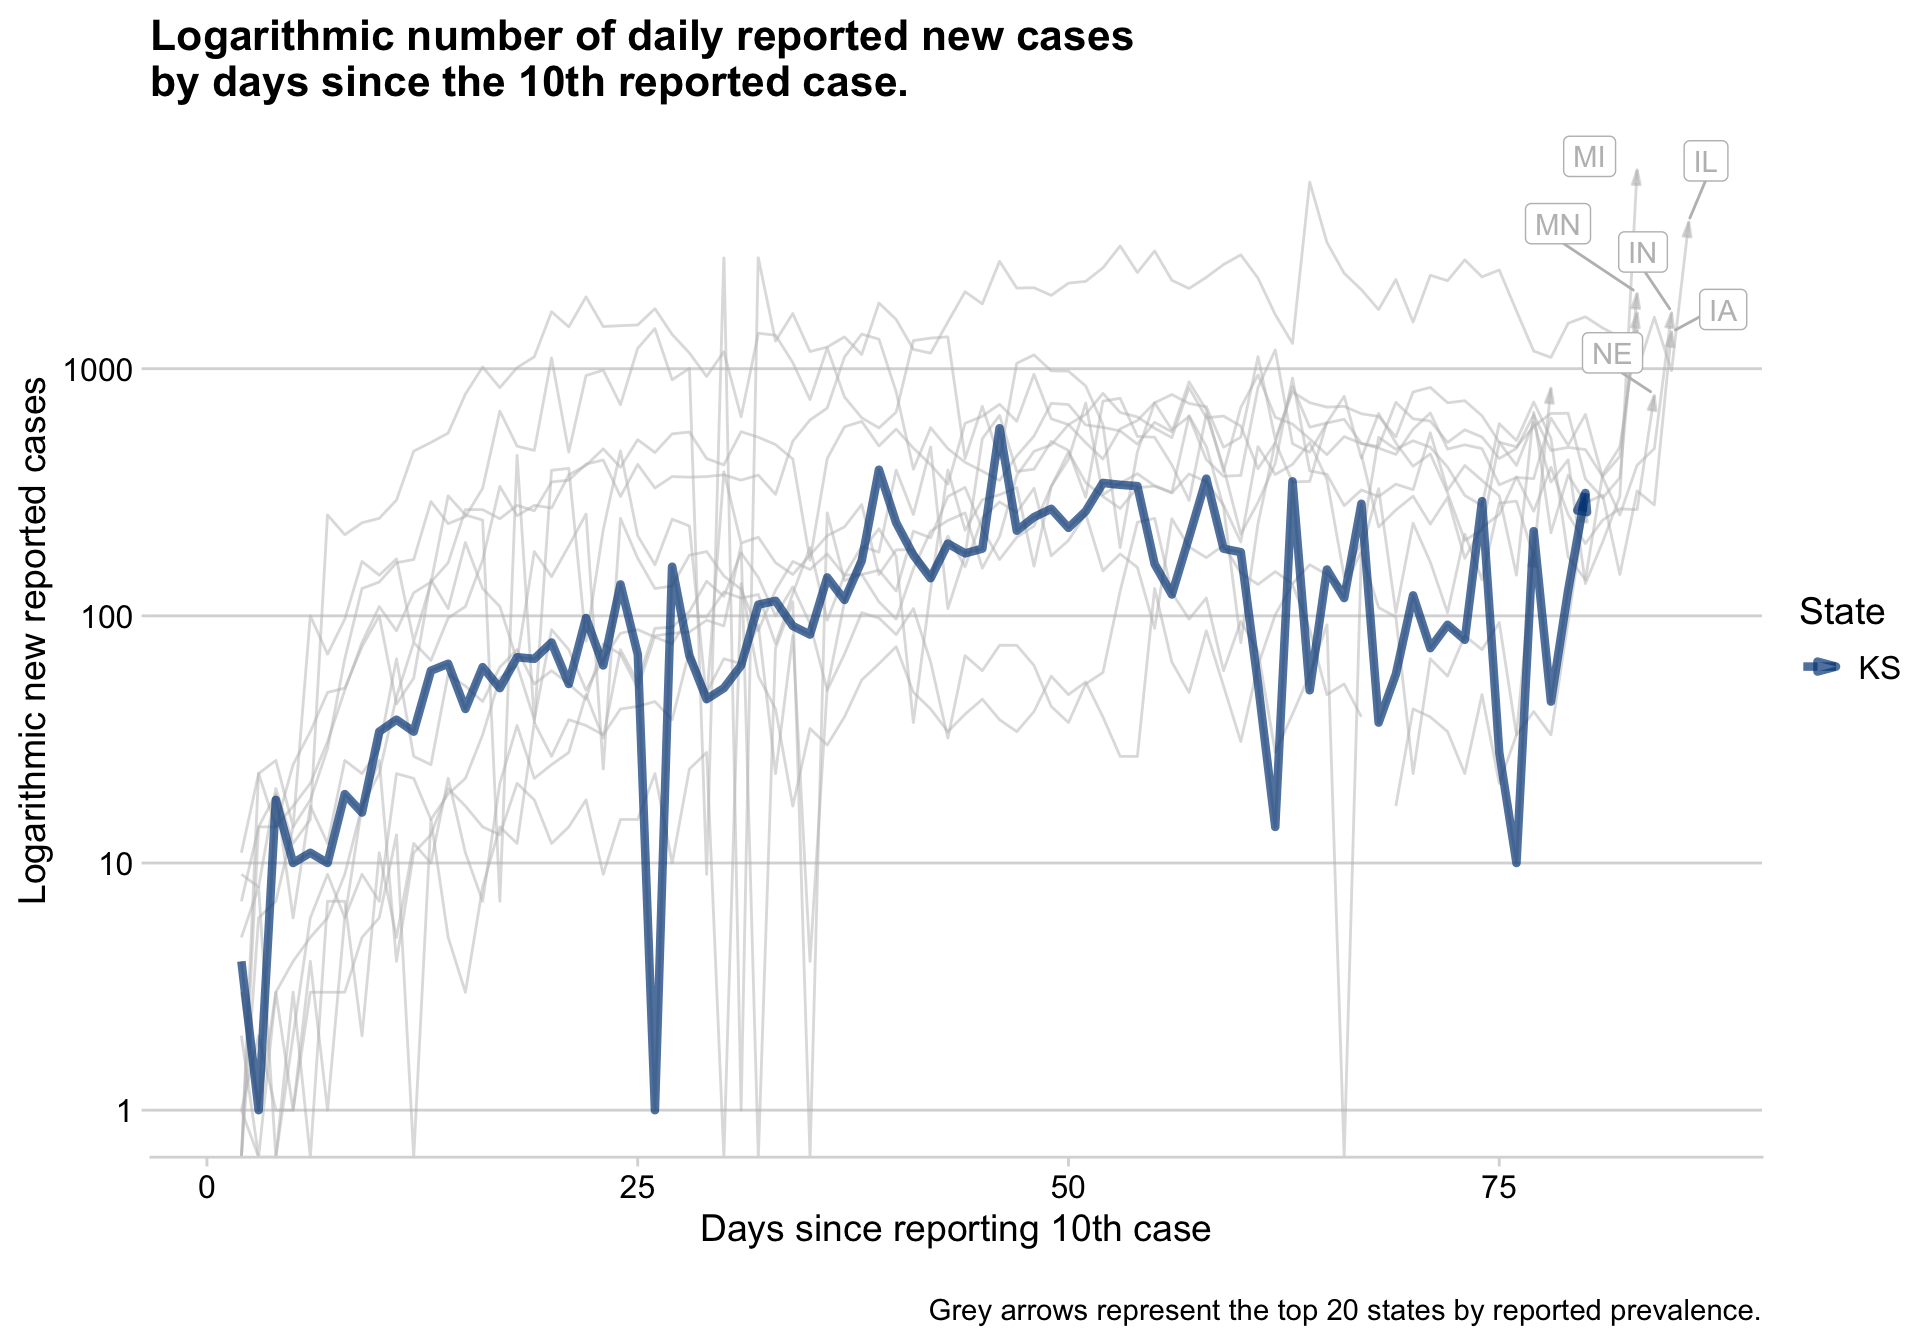 Logarithmic number of daily reported new cases
by days since the 10th reported case.
MI
IL
MN
IN
IA
NE
1000
100
10
1
Logarithmic new reported cases
0
25
50
75
Days since reporting 10th case
State
KS
Grey arrows represent the top 20 states by reported prevalence.